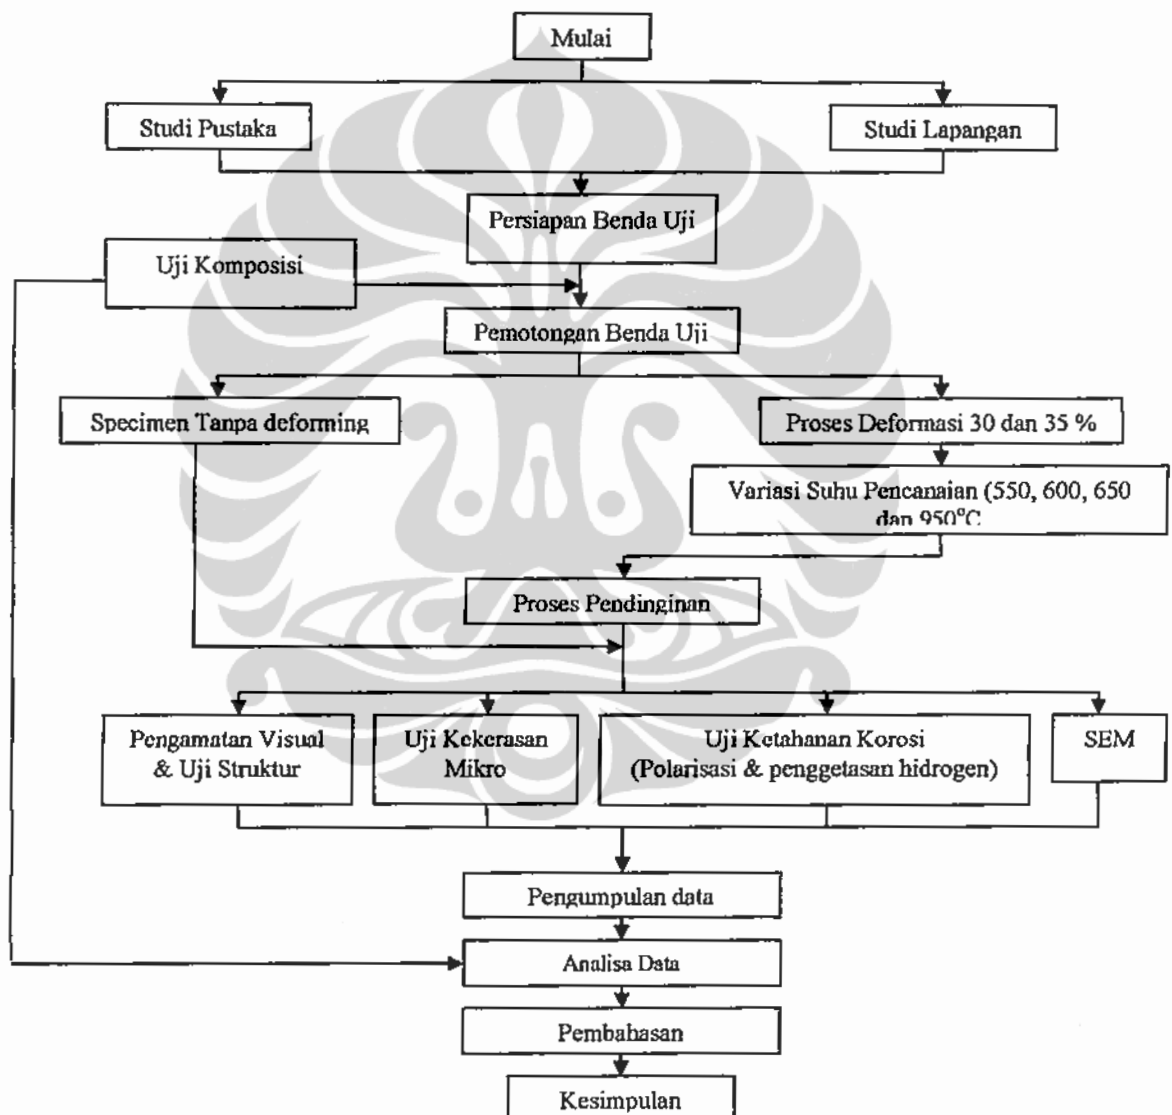 Mulai
Studi Pustaka
Studi Lapangan
Persiapan Benda Uji
Uji Komposisi
Pemotongan Benda Uji
Specimen Tanpa deforming
Proses Deformasi 30 dan 35 %
Variasi Suhu Pencanaian (550, 600, 650
dan 950°C
Proses Pendinginan
Pengamatan Visual
& Uji Struktur
Uji Kekerasan
Mikro
Uji Ketahanan Korosi
(Polarisasi & penggetasan hidrogen)
SEM
Pengumpulan data
Analisa Data
Pembahasan
Kesimpulan